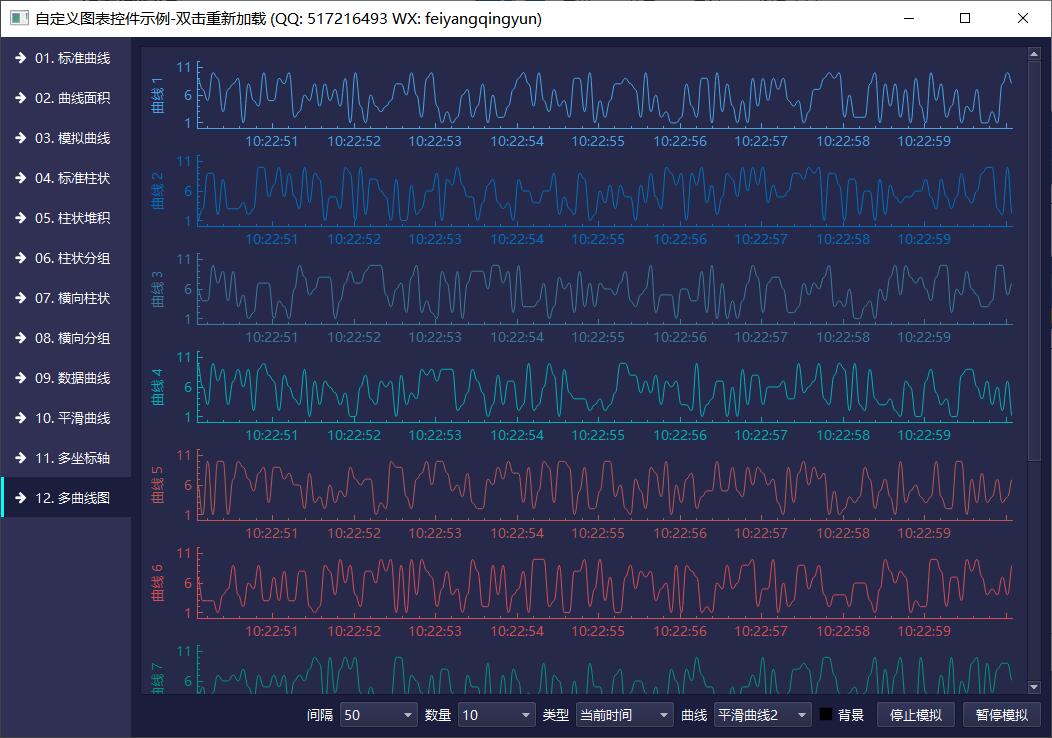 自定义图表控件示例-双击重新加载 (QQ: 517216493 WX: feiyangqingyun)
01. 标准曲线
02. 曲线面积
03. 模拟曲线
04. 标准柱状
05. 柱状堆积
06. 柱状分组
07. 横向柱状
08. 横向分组
09. 数据曲线
10. 平滑曲线
11. 多坐标轴
12. 多曲线图
曲线 1
11
6
1
10:22:51 10:22:52 10:22:53 10:22:54 10:22:55 10:22:56 10:22:57 10:22:58 10:22:59
曲线 2
11
6
1
10:22:51 10:22:52 10:22:53 10:22:54 10:22:55 10:22:56 10:22:57 10:22:58 10:22:59
曲线 3
11
6
1
10:22:51 10:22:52 10:22:53 10:22:54 10:22:55 10:22:56 10:22:57 10:22:58 10:22:59
曲线 4
11
6
1
10:22:51 10:22:52 10:22:53 10:22:54 10:22:55 10:22:56 10:22:57 10:22:58 10:22:59
曲线 5
11
6
1
10:22:51 10:22:52 10:22:53 10:22:54 10:22:55 10:22:56 10:22:57 10:22:58 10:22:59
曲线 6
11
6
1
10:22:51 10:22:52 10:22:53 10:22:54 10:22:55 10:22:56 10:22:57 10:22:58 10:22:59
曲线 7
11
6
间隔 50 数量 10 类型 当前时间 曲线 平滑曲线2 背景 停止模拟 暂停模拟